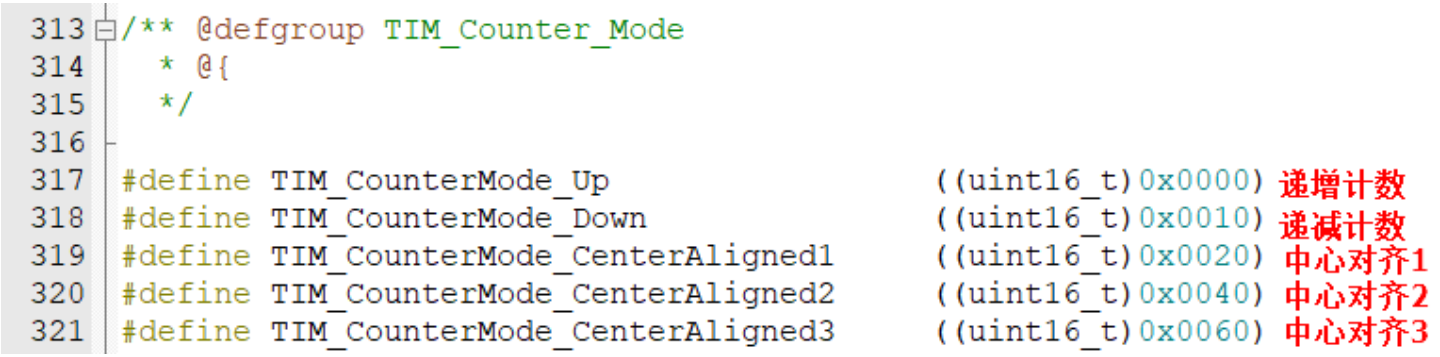 313 /** @defgroup TIM_Counter_Mode
314 * @{
315 */
316
317 #define TIM_CounterMode_Up ((uint16_t)0x0000) 递增计数
318 #define TIM_CounterMode_Down ((uint16_t)0x0010) 递减计数
319 #define TIM_CounterMode_CenterAligned1 ((uint16_t)0x0020) 中心对齐1
320 #define TIM_CounterMode_CenterAligned2 ((uint16_t)0x0040) 中心对齐2
321 #define TIM_CounterMode_CenterAligned3 ((uint16_t)0x0060) 中心对齐3